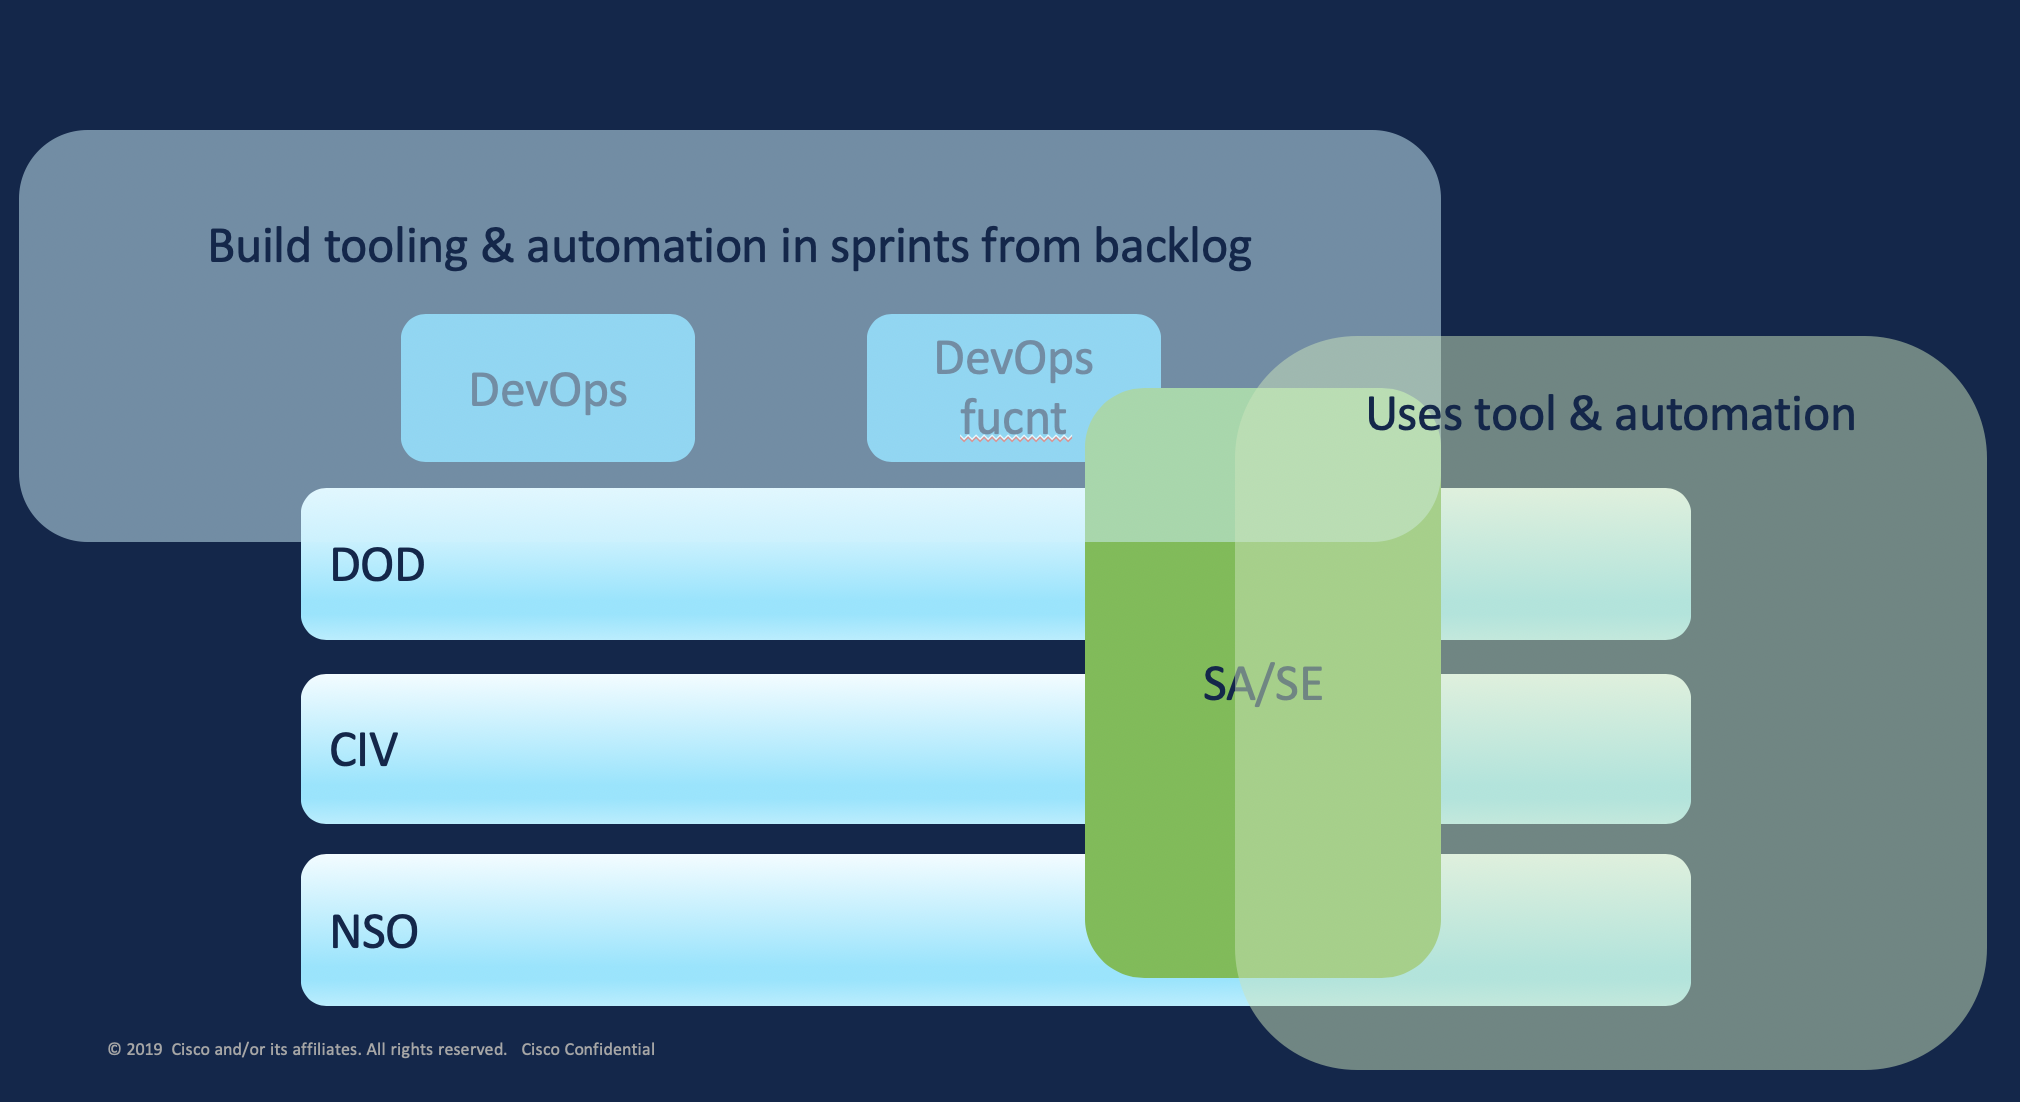 Build tooling & automation in sprints from backlog
DevOps
DevOps
fucnt
Uses tool & automation
DOD
SA/SE
CIV
NSO
© 2019 Cisco and/or its affiliates. All rights reserved. Cisco Confidential